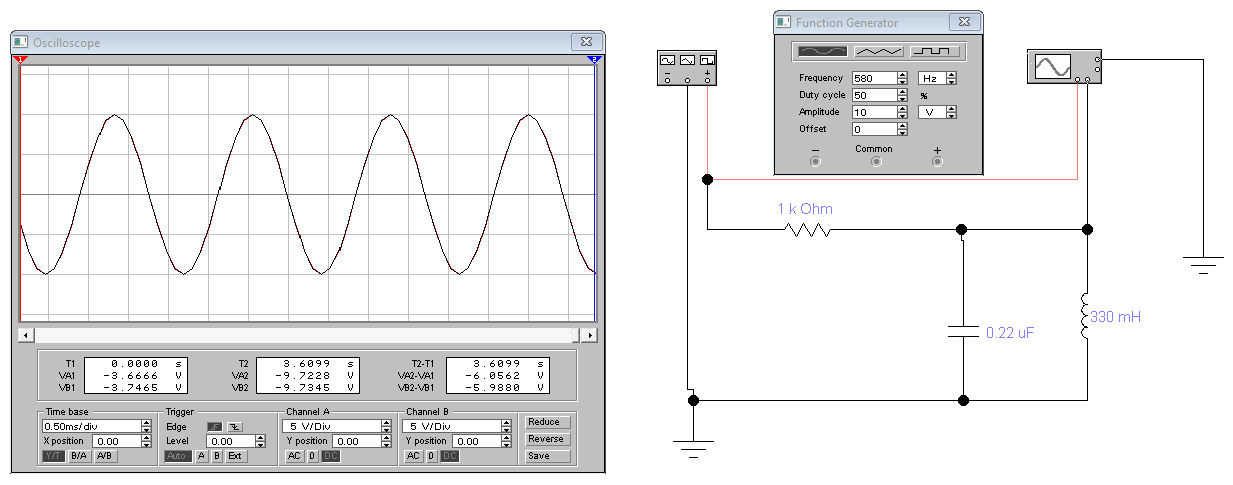 Oscilloscope
1
2
T1 0.0000 s
VA1 -3.6666 V
VB1 -3.7465 V
T2 3.6099 s
VA2 -9.7228 V
VB2 -9.7345 V
T2-T1 3.6099 s
VA2-VA1 -6.0562 V
VB2-VB1 -5.9880 V
Time base
0.50ms/div
X position 0.00
Y/T B/A A/B
Trigger
Edge
Level 0.00
Auto A B Ext
Channel A
5 V/Div
Y position 0.00
AC 0 DC
Channel B
5 V/Div
Y position 0.00
AC 0 DC
Reduce
Reverse
Save
Function Generator
Frequency 580 Hz
Duty cycle 50 %
Amplitude 10 V
Offset 0
− Common +
− +
1 k Ohm
0.22 uF
330 mH